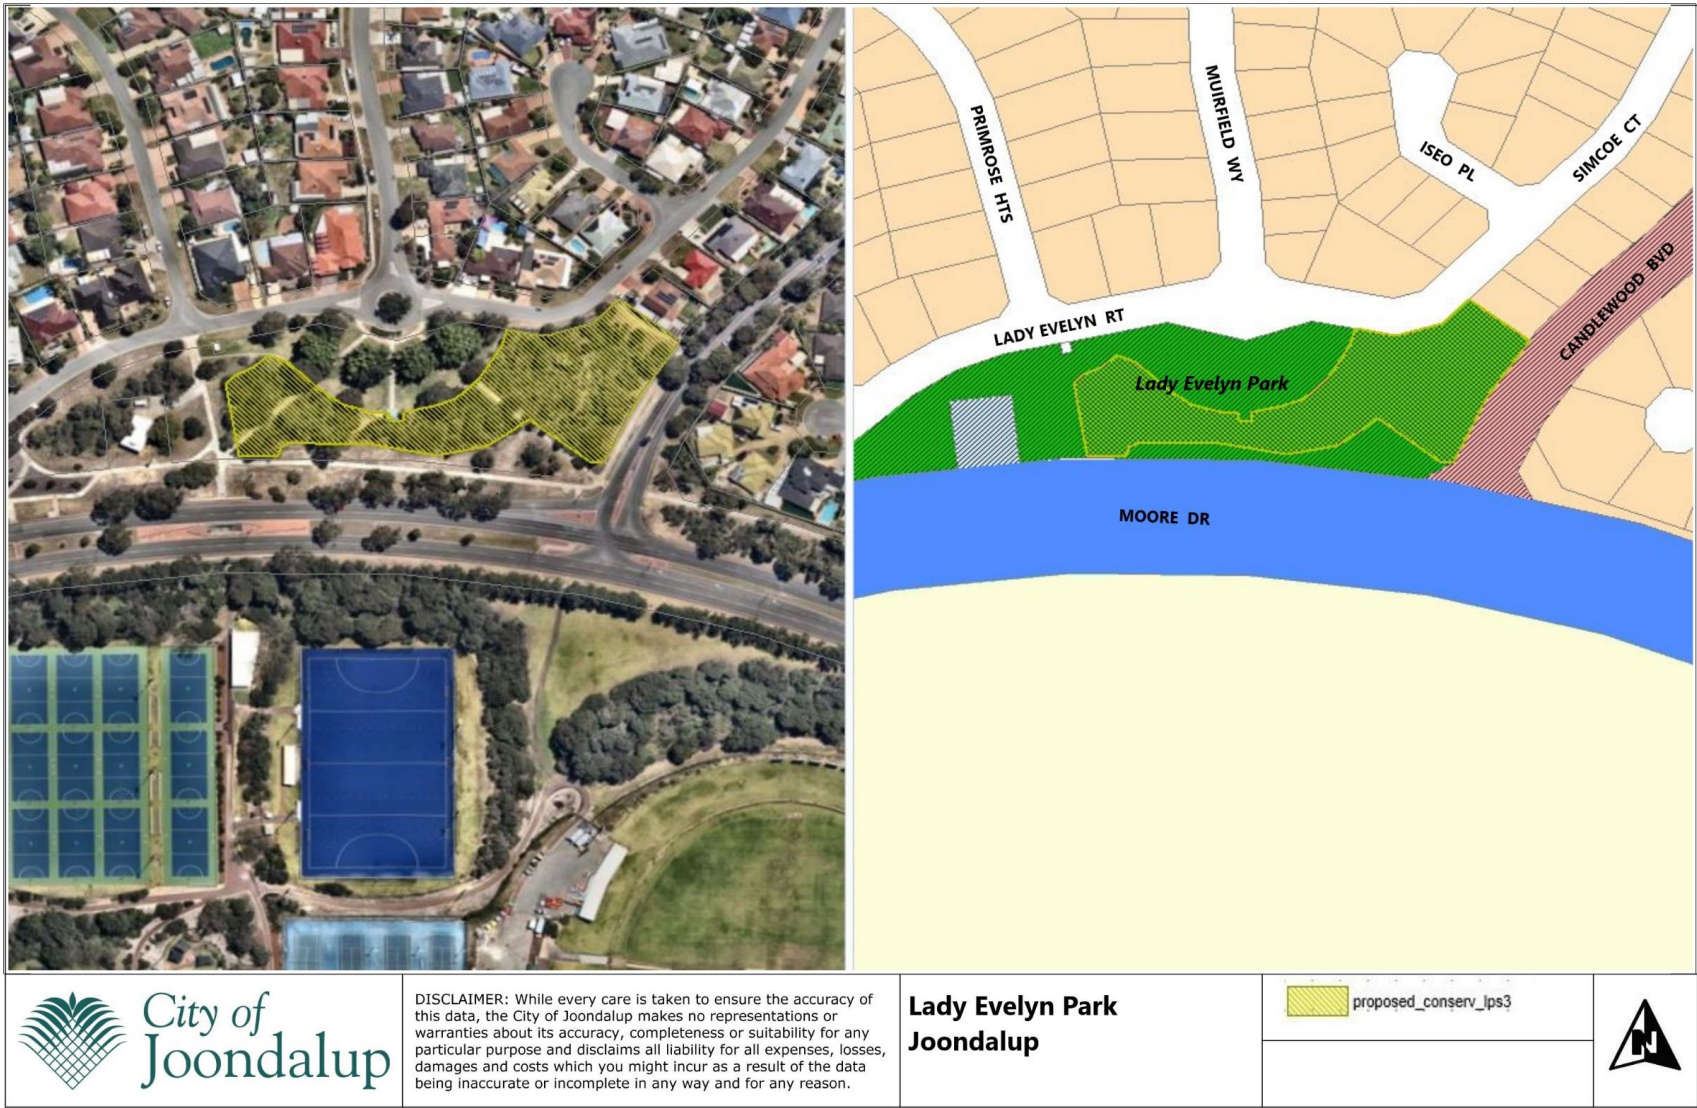 PRIMROSE HTS
MUIRFIELD WY
ISEO PL
SIMCOE CT
CANDLEWOOD BVD
LADY EVELYN RT
Lady Evelyn Park
MOORE DR
City of
Joondalup
DISCLAIMER: While every care is taken to ensure the accuracy of
this data, the City of Joondalup makes no representations or
warranties about its accuracy, completeness or suitability for any
particular purpose and disclaims all liability for all expenses, losses,
damages and costs which you might incur as a result of the data
being inaccurate or incomplete in any way and for any reason.
Lady Evelyn Park
Joondalup
proposed_conserv_lps3
N